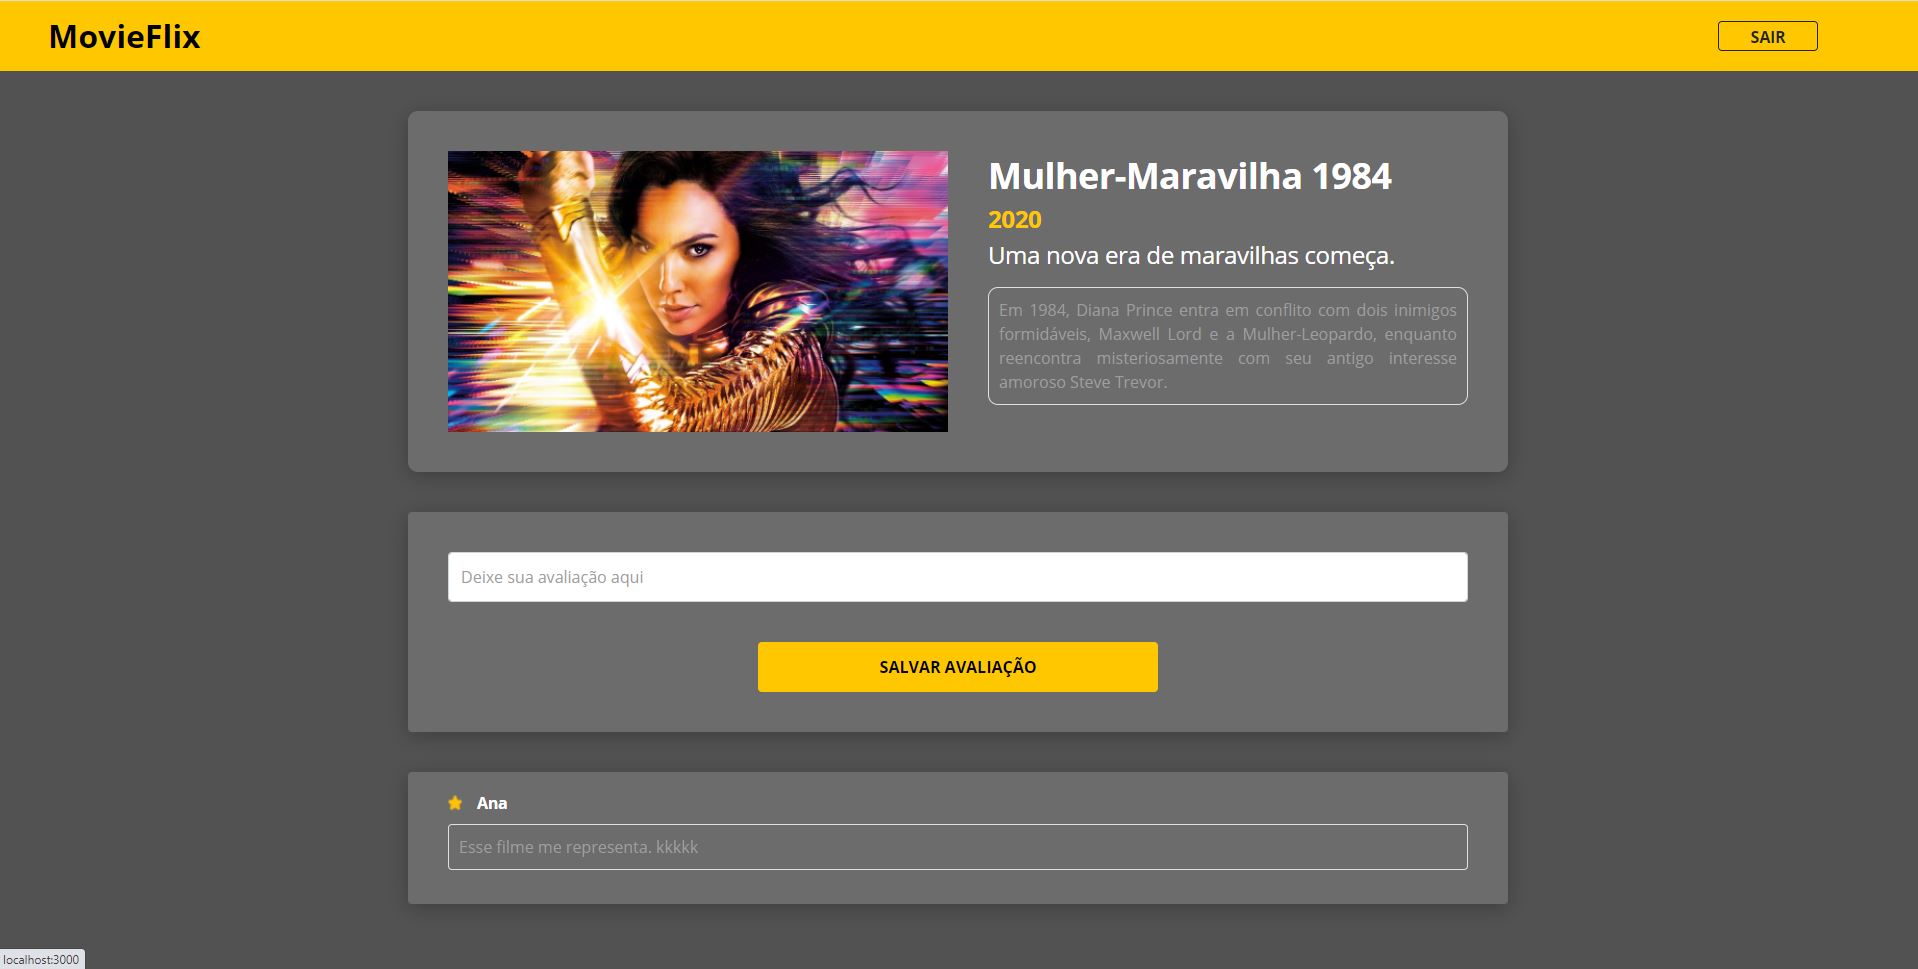 MovieFlix
SAIR
Mulher-Maravilha 1984
2020
Uma nova era de maravilhas começa.
Em 1984, Diana Prince entra em conflito com dois inimigos
formidáveis, Maxwell Lord e a Mulher-Leopardo, enquanto
reencontra misteriosamente com seu antigo interesse
amoroso Steve Trevor.
Deixe sua avaliação aqui
SALVAR AVALIAÇÃO
Ana
Esse filme me representa. kkkkk
localhost:3000